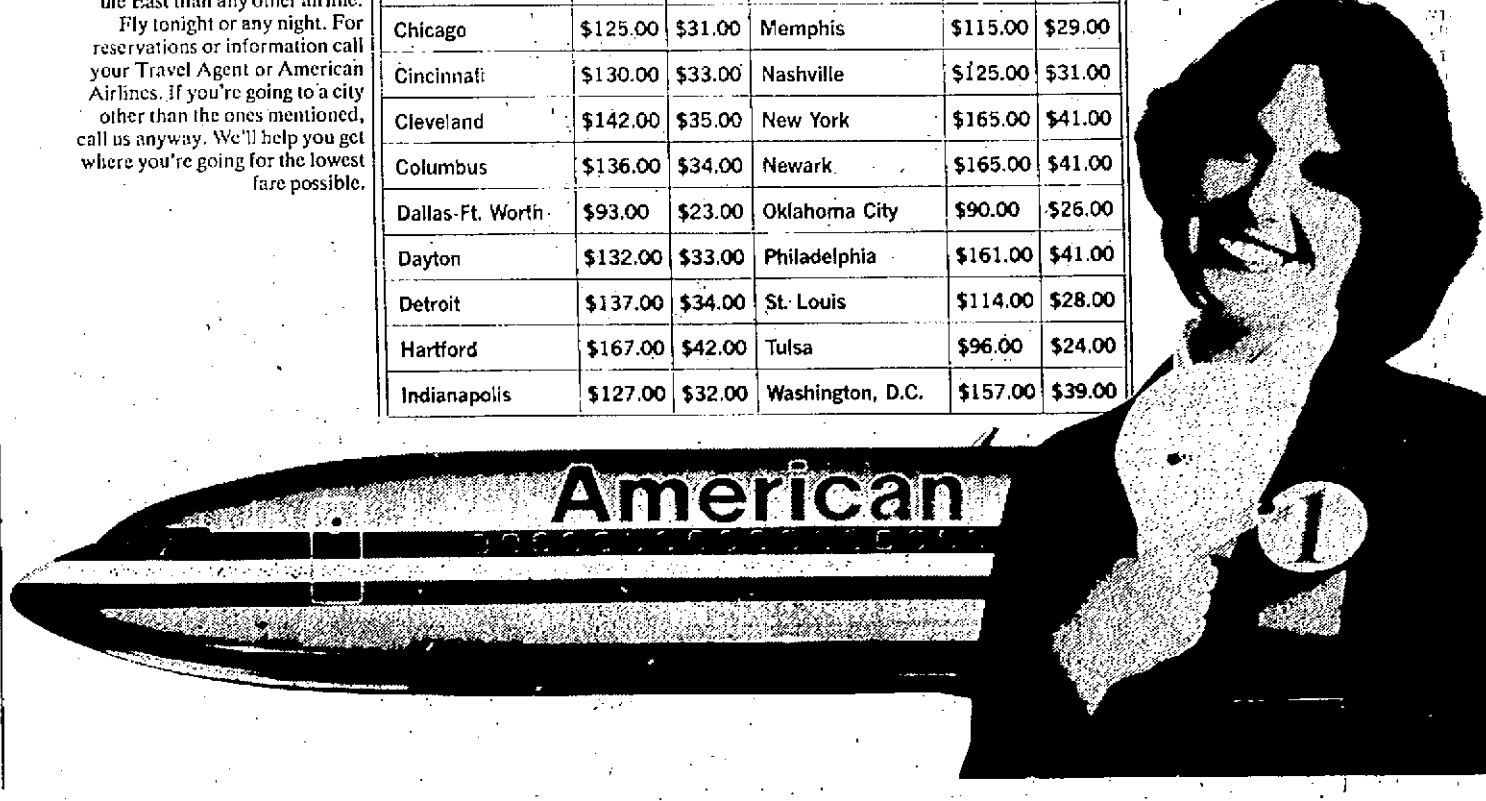 the East than any other airline.
Fly tonight or any night. For
reservations or information call
your Travel Agent or American
Airlines. If you're going to a city
other than the ones mentioned,
call us anyway. We'll help you get
where you're going for the lowest
fare possible.
Chicago $125.00 $31.00 Memphis $115.00 $29.00
Cincinnati $130.00 $33.00 Nashville $125.00 $31.00
Cleveland $142.00 $35.00 New York $165.00 $41.00
Columbus $136.00 $34.00 Newark $165.00 $41.00
Dallas-Ft. Worth $93.00 $23.00 Oklahoma City $90.00 $26.00
Dayton $132.00 $33.00 Philadelphia $161.00 $41.00
Detroit $137.00 $34.00 St. Louis $114.00 $28.00
Hartford $167.00 $42.00 Tulsa $96.00 $24.00
Indianapolis $127.00 $32.00 Washington, D.C. $157.00 $39.00
American
1